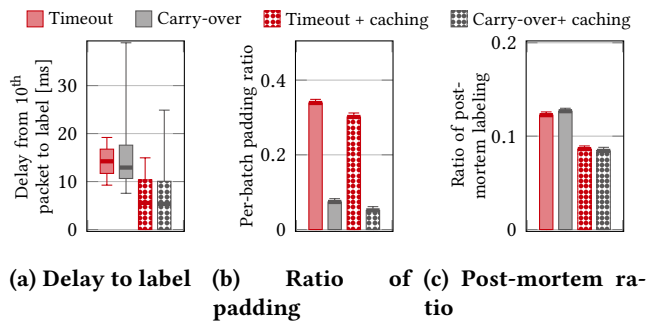 Timeout Carry-over Timeout + caching Carry-over+ caching
Delay from 10th
packet to label [ms]
30
20
10
0
Per-batch padding ratio
0.4
0.2
0
Ratio of post-
mortem labeling
0.2
0.1
0
(a) Delay to label
(b) Ratio of
padding
(c) Post-mortem ra-
tio